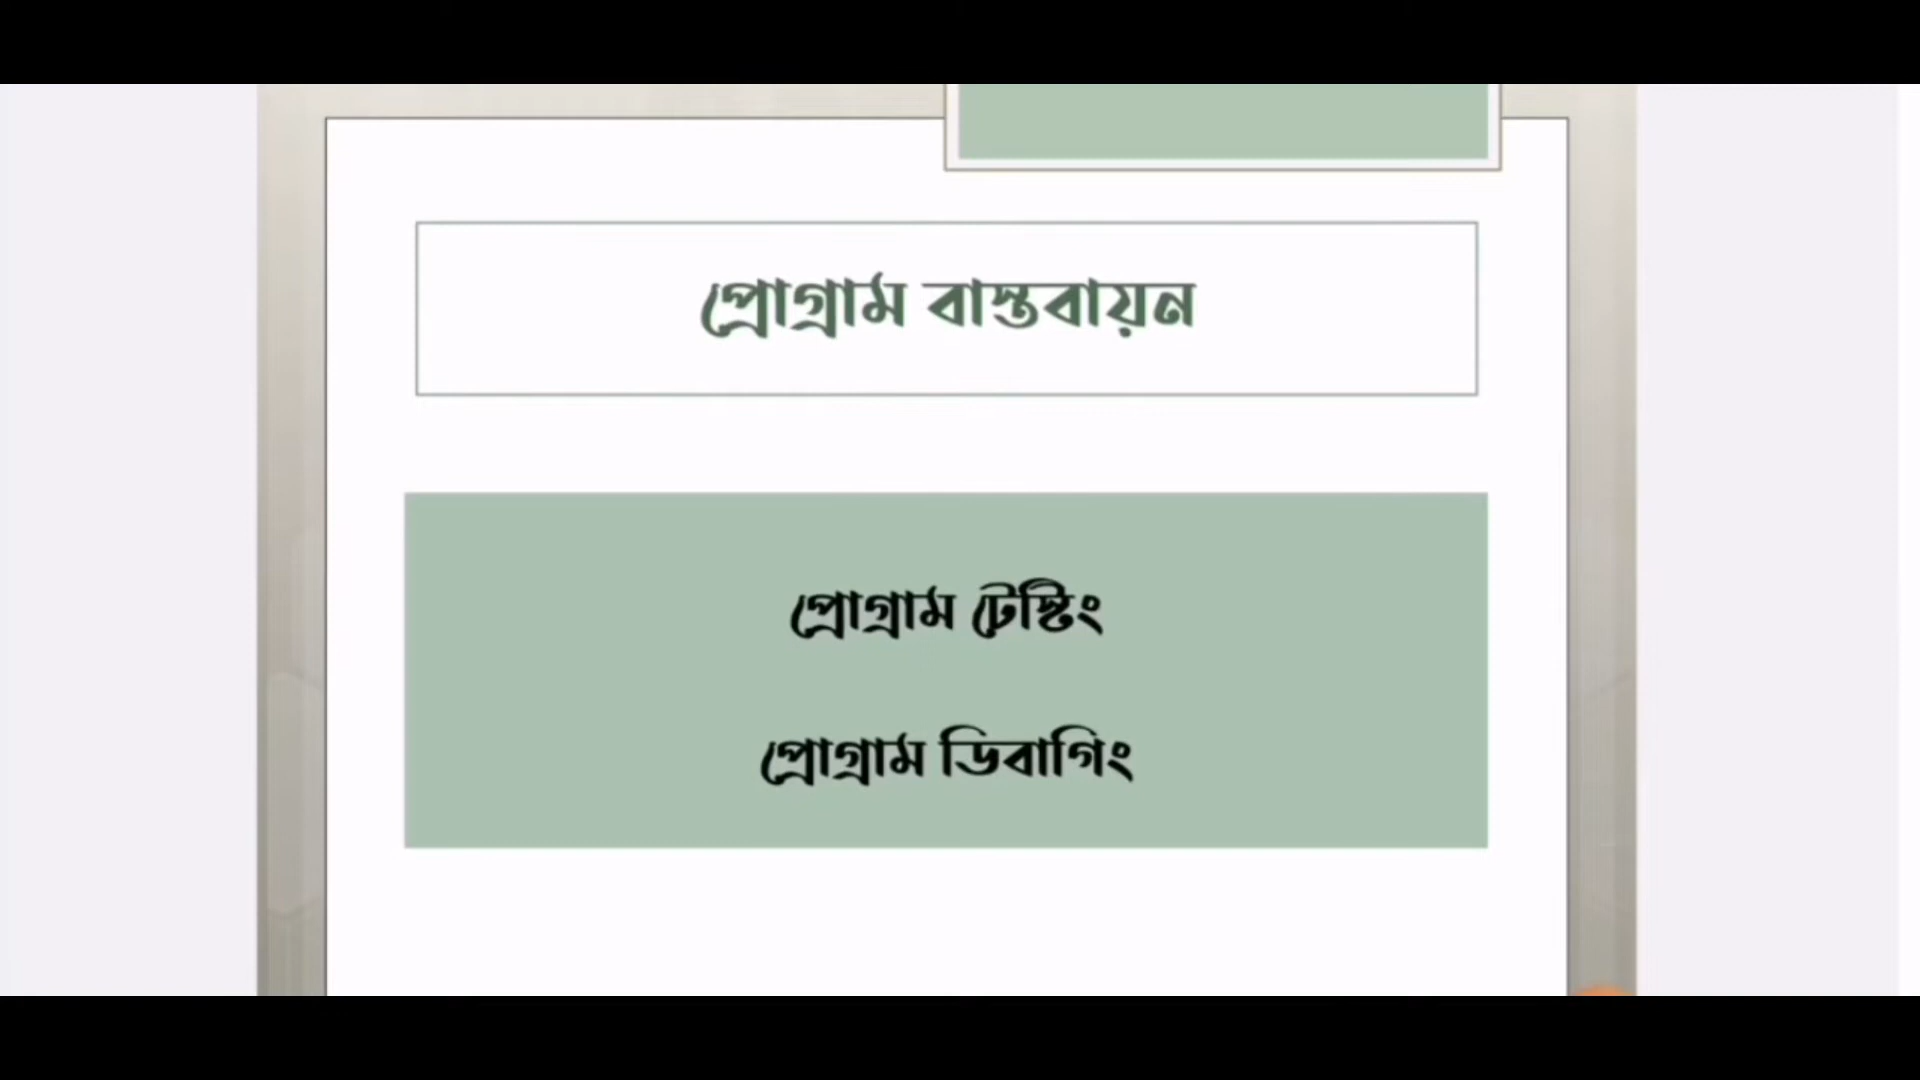 প্রোগ্রাম বাস্তবায়ন
প্রোগ্রাম টেস্টিং
প্রোগ্রাম ডিবাগিং